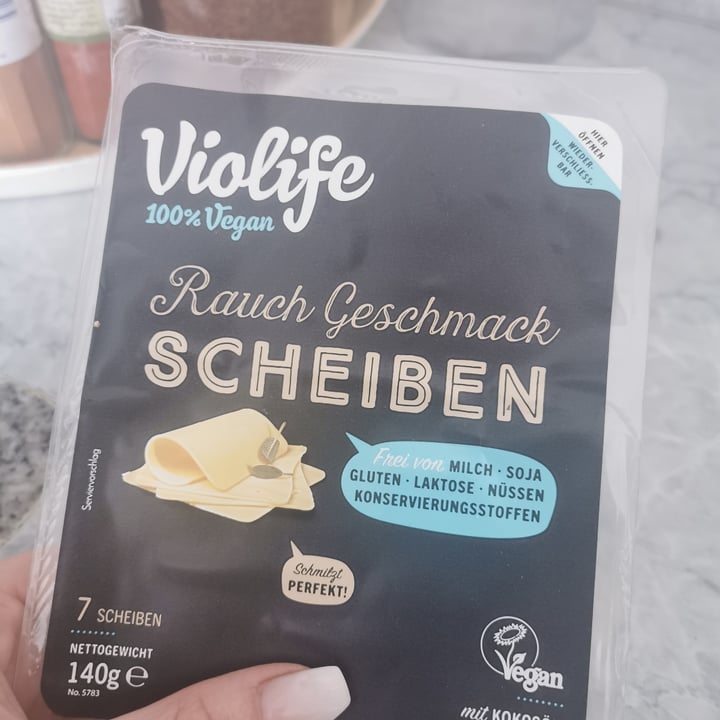 Violife
100% Vegan
HIER
ÖFFNEN
WIEDER-
VERSCHLIESS-
BAR
Rauch Geschmack
SCHEIBEN
Serviervorschlag
Frei von MILCH · SOJA
GLUTEN · LAKTOSE · NÜSSEN
KONSERVIERUNGSSTOFFEN
Schmilzt
PERFEKT!
7 SCHEIBEN
NETTOGEWICHT
140g e
No. 5783
Vegan
mit